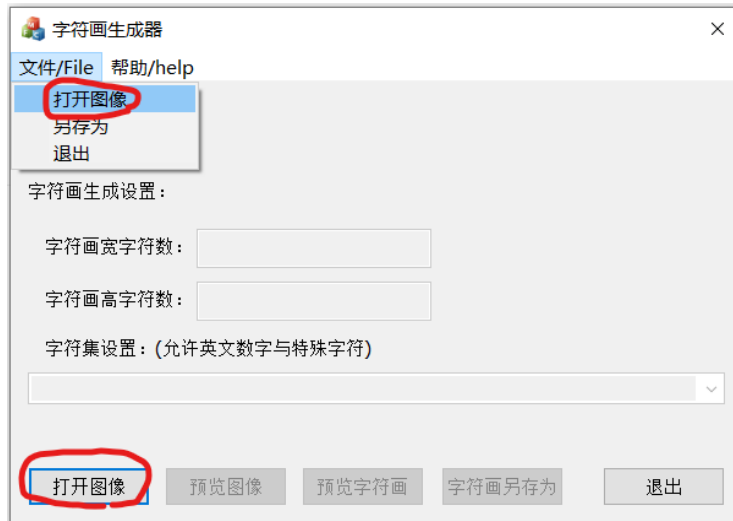 字符画生成器
文件/File 帮助/help
打开图像
另存为
退出
字符画生成设置：
字符画宽字符数：
字符画高字符数：
字符集设置：(允许英文数字与特殊字符)
打开图像 预览图像 预览字符画 字符画另存为 退出